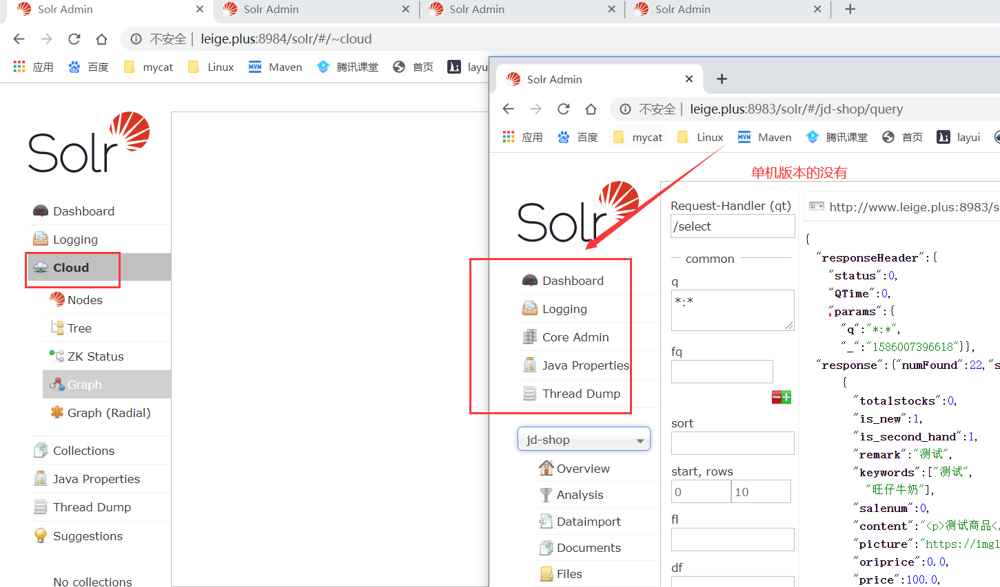 Solr Admin
Solr Admin
Solr Admin
Solr Admin
不安全 | leige.plus:8984/solr/#/~cloud
应用 百度 mycat Linux Maven 腾讯课堂 首页 layu
Solr
Dashboard
Logging
Cloud
Nodes
Tree
ZK Status
Graph
Graph (Radial)
Collections
Java Properties
Thread Dump
Suggestions
No collections
Solr Admin
不安全 | leige.plus:8983/solr/#/jd-shop/query
应用 百度 mycat Linux Maven 腾讯课堂 首页 layui
单机版本的没有
Solr
Dashboard
Logging
Core Admin
Java Properties
Thread Dump
jd-shop
Overview
Analysis
Dataimport
Documents
Files
Request-Handler (qt)
/select
common
q
*:*
fq
sort
start, rows
0 10
fl
df
http://www.leige.plus:8983/s
{
"responseHeader":{
"status":0,
"QTime":0,
"params":{
"q":"*:*",
"_":"1586007396618"}},
"response":{"numFound":22,"s
{
"totalstocks":0,
"is_new":1,
"is_second_hand":1,
"remark":"测试",
"keywords":["测试",
"旺仔牛奶"],
"salenum":0,
"content":"<p>测试商品<
"picture":"https://img1
"oriprice":0.0,
"price":100.0,